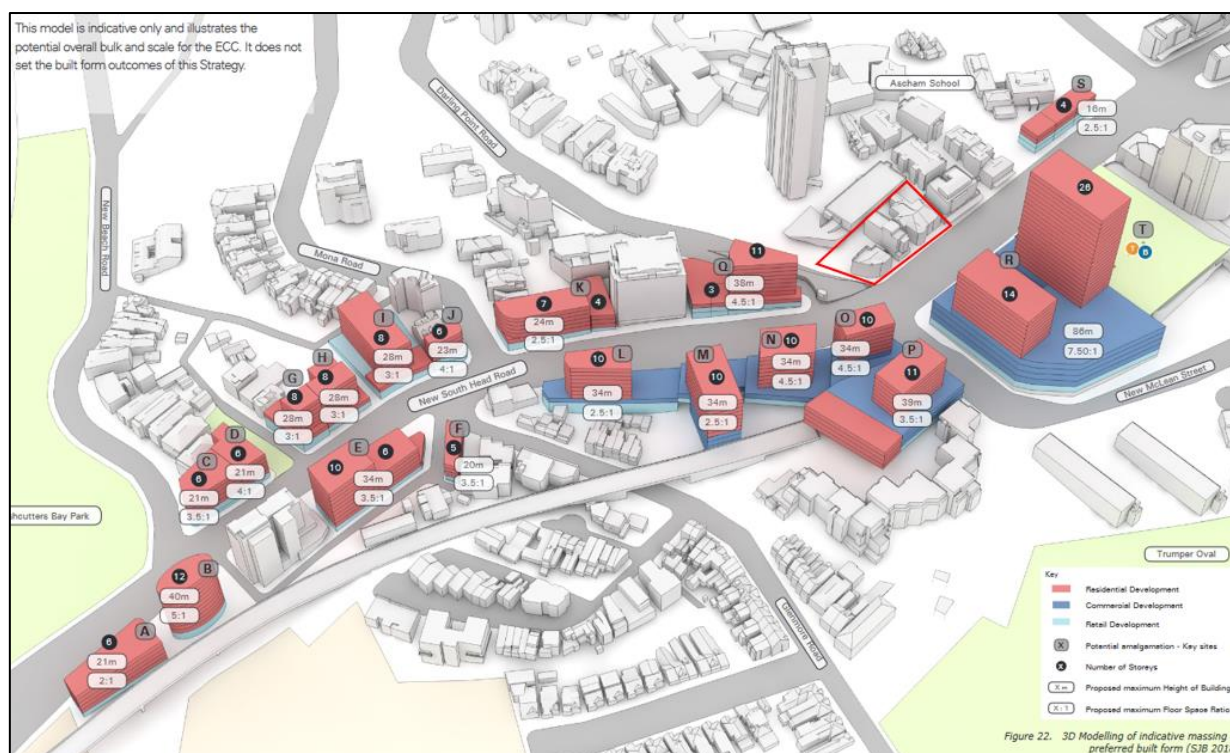 This model is indicative only and illustrates the
potential overall bulk and scale for the ECC. It does not
set the built form outcomes of this Strategy.
Ascham School
S
4
16m
2.5:1
Darling Point Road
New Beach Road
26
T
Mona Road
11
Q
3
38m
4.5:1
R
14
86m
7.50:1
K
7
4
24m
2.5:1
I
8
28m
3:1
J
6
23m
4:1
O
10
34m
4.5:1
N
10
34m
4.5:1
H
8
28m
3:1
G
8
28m
3:1
L
10
34m
2.5:1
M
10
34m
2.5:1
P
11
39m
3.5:1
New South Head Road
New McLean Street
D
6
21m
4:1
C
6
21m
3.5:1
E
10
6
34m
3.5:1
F
5
20m
3.5:1
hcutters Bay Park
B
12
40m
5:1
A
6
21m
2:1
Glenmore Road
Trumper Oval
Key
Residential Development
Commercial Development
Retail Development
X Potential amalgamation - Key sites
X Number of Storeys
X m Proposed maximum Height of Building
X : 1 Proposed maximum Floor Space Ratio
Figure 22. 3D Modelling of indicative massing
preferred built form (SJB 201